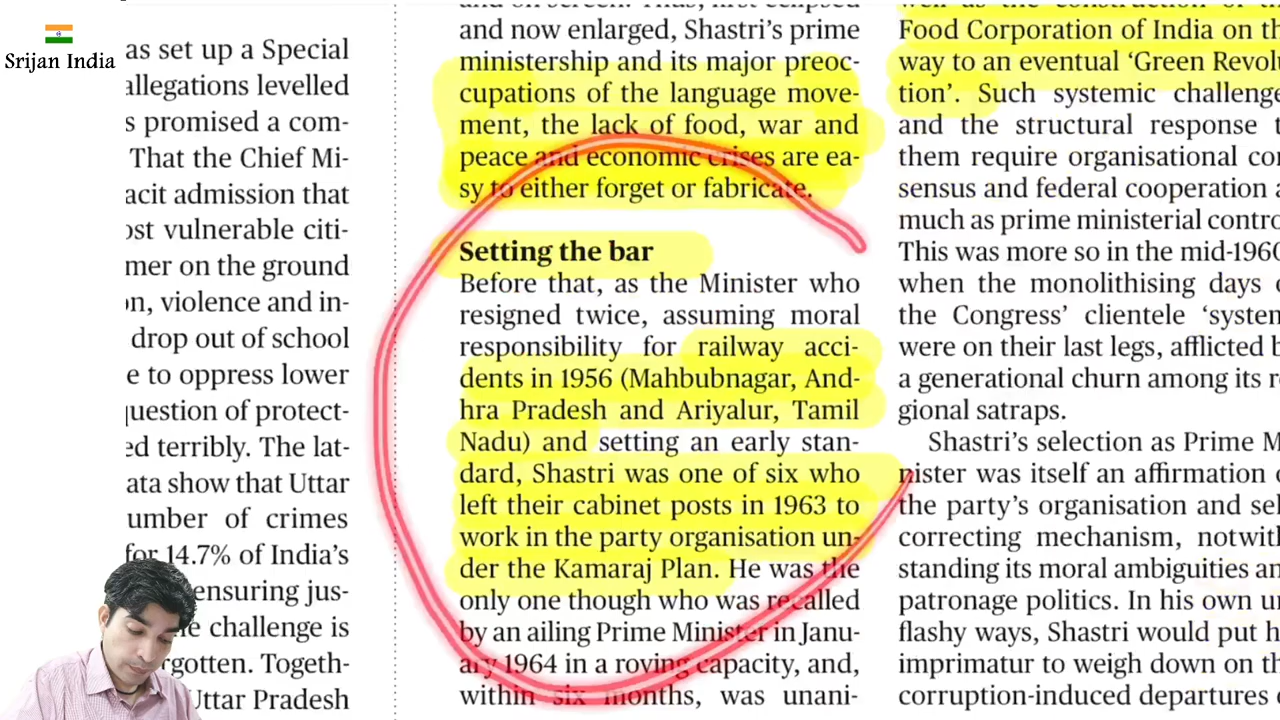 Srijan India
as set up a Special
allegations levelled
s promised a com-
That the Chief Mi-
acit admission that
ost vulnerable citi-
mer on the ground
on, violence and in-
drop out of school
e to oppress lower
question of protect-
ed terribly. The lat-
ata show that Uttar
umber of crimes
for 14.7% of India's
ensuring jus-
e challenge is
rgotten. Togeth-
Uttar Pradesh
and on screen. Thus, first eclipsed
and now enlarged, Shastri's prime
ministership and its major preoc-
cupations of the language move-
ment, the lack of food, war and
peace and economic crises are ea-
sy to either forget or fabricate.
Setting the bar
Before that, as the Minister who
resigned twice, assuming moral
responsibility for railway acci-
dents in 1956 (Mahbubnagar, And-
hra Pradesh and Ariyalur, Tamil
Nadu) and setting an early stan-
dard, Shastri was one of six who
left their cabinet posts in 1963 to
work in the party organisation un-
der the Kamaraj Plan. He was the
only one though who was recalled
by an ailing Prime Minister in Janu-
ary 1964 in a roving capacity, and,
within six months, was unani-
well as the construction of th
Food Corporation of India on th
way to an eventual 'Green Revolu
tion'. Such systemic challenge
and the structural response t
them require organisational con
sensus and federal cooperation a
much as prime ministerial contro
This was more so in the mid-1960
when the monolithising days o
the Congress' clientele 'system
were on their last legs, afflicted b
a generational churn among its re
gional satraps.
Shastri's selection as Prime M
nister was itself an affirmation o
the party's organisation and sel
correcting mechanism, notwith
standing its moral ambiguities an
patronage politics. In his own un
flashy ways, Shastri would put h
imprimatur to weigh down on th
corruption-induced departures o